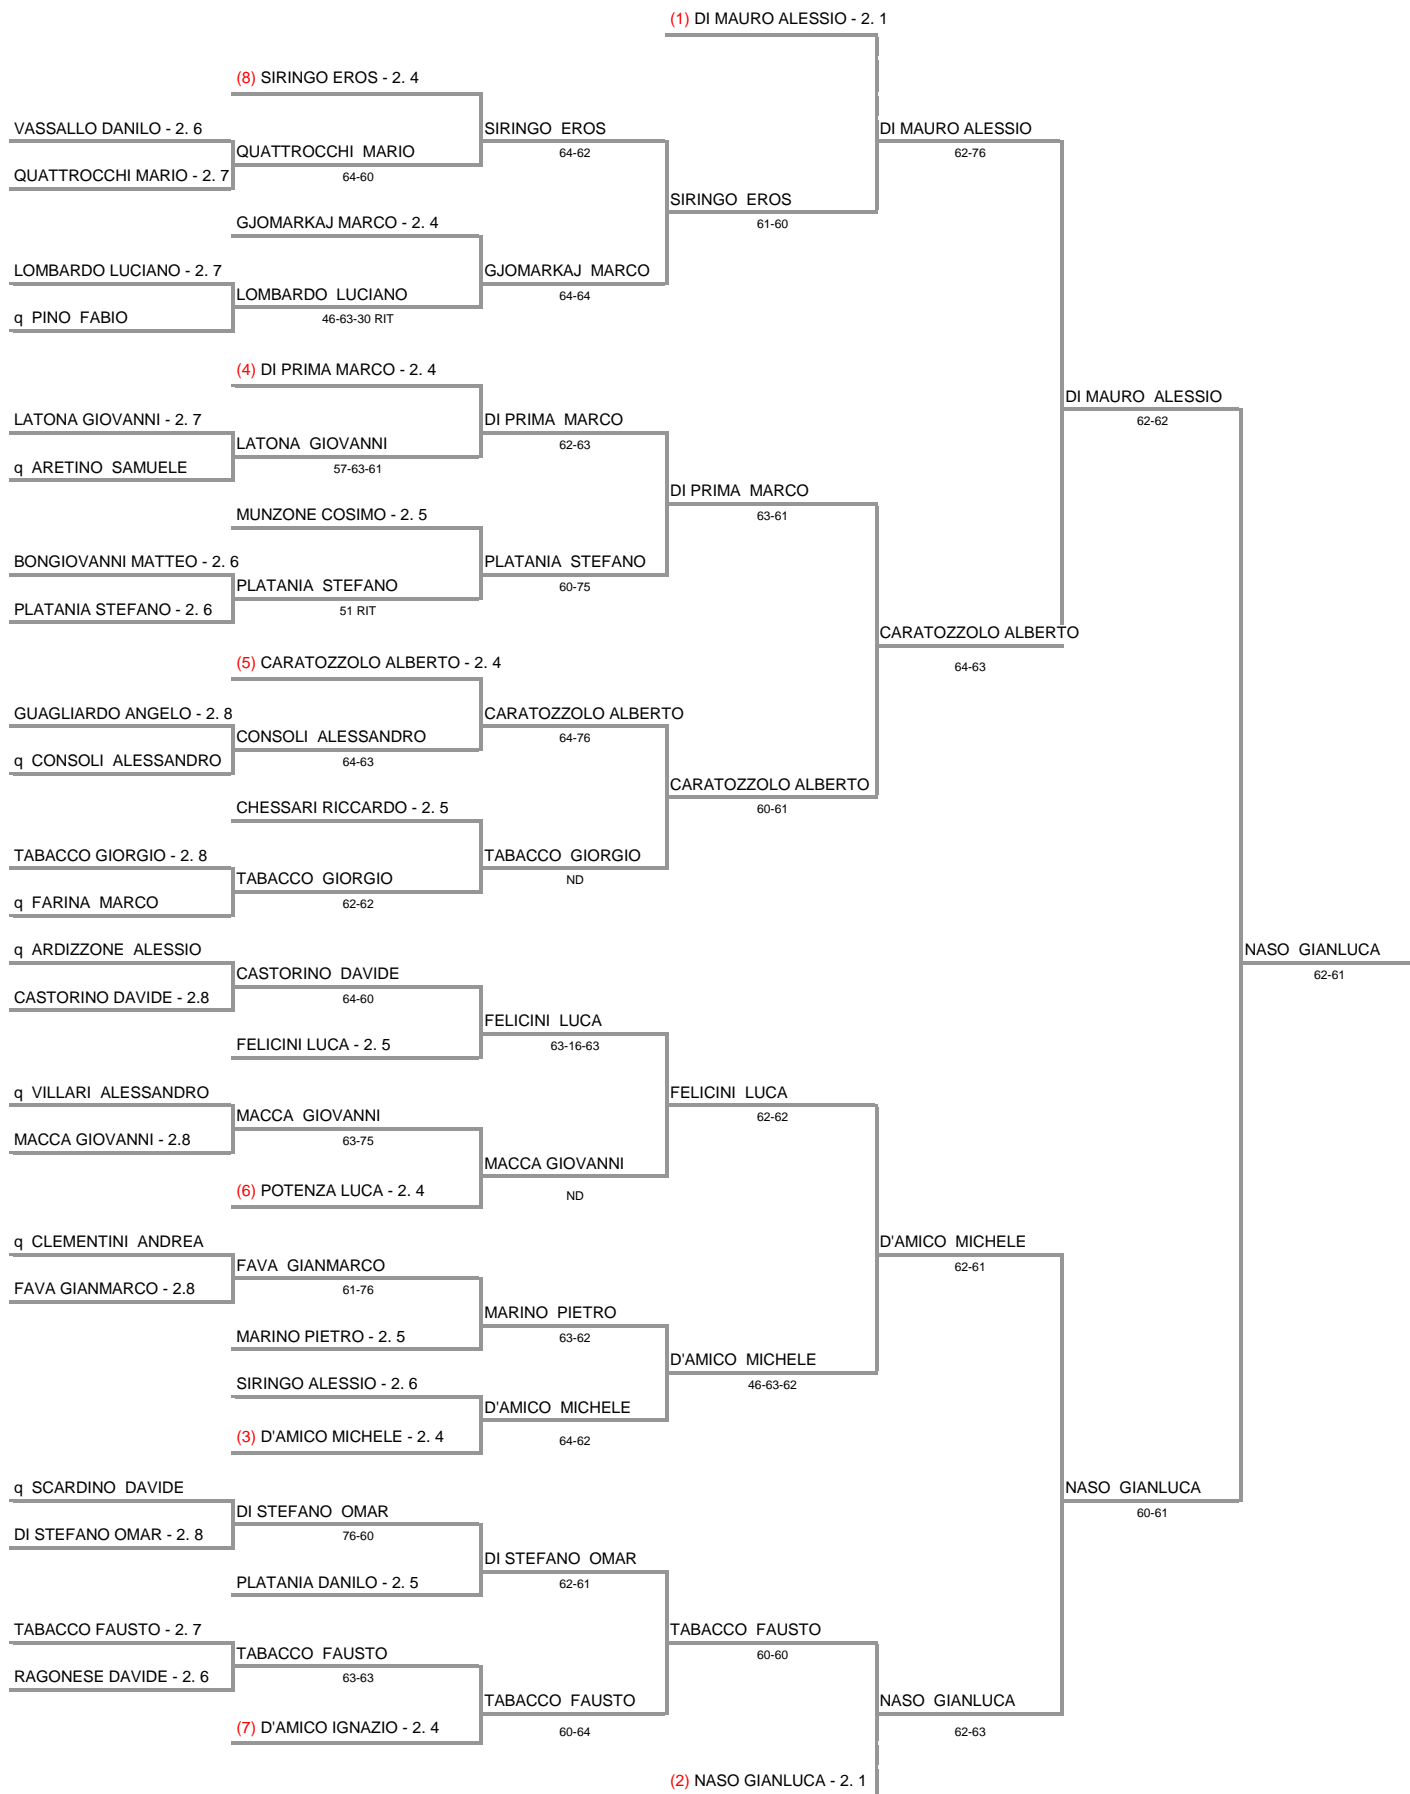 (1) DI MAURO ALESSIO - 2. 1
(8) SIRINGO EROS - 2. 4
VASSALLO DANILO - 2. 6
SIRINGO EROS
DI MAURO ALESSIO
QUATTROCCHI MARIO
64-62
62-76
QUATTROCCHI MARIO - 2. 7
64-60
SIRINGO EROS
61-60
GJOMARKAJ MARCO - 2. 4
LOMBARDO LUCIANO - 2. 7
GJOMARKAJ MARCO
LOMBARDO LUCIANO
64-64
q PINO FABIO
46-63-30 RIT
(4) DI PRIMA MARCO - 2. 4
DI MAURO ALESSIO
62-62
LATONA GIOVANNI - 2. 7
DI PRIMA MARCO
LATONA GIOVANNI
62-63
q ARETINO SAMUELE
57-63-61
DI PRIMA MARCO
63-61
MUNZONE COSIMO - 2. 5
BONGIOVANNI MATTEO - 2. 6
PLATANIA STEFANO
PLATANIA STEFANO
60-75
PLATANIA STEFANO - 2. 6
51 RIT
CARATOZZOLO ALBERTO
64-63
(5) CARATOZZOLO ALBERTO - 2. 4
GUAGLIARDO ANGELO - 2. 8
CARATOZZOLO ALBERTO
CONSOLI ALESSANDRO
64-76
q CONSOLI ALESSANDRO
64-63
CARATOZZOLO ALBERTO
60-61
CHESSARI RICCARDO - 2. 5
TABACCO GIORGIO - 2. 8
TABACCO GIORGIO
TABACCO GIORGIO
ND
q FARINA MARCO
62-62
q ARDIZZONE ALESSIO
NASO GIANLUCA
62-61
CASTORINO DAVIDE
CASTORINO DAVIDE - 2.8
64-60
FELICINI LUCA
FELICINI LUCA - 2. 5
63-16-63
q VILLARI ALESSANDRO
FELICINI LUCA
MACCA GIOVANNI
62-62
MACCA GIOVANNI - 2.8
63-75
MACCA GIOVANNI
(6) POTENZA LUCA - 2. 4
ND
q CLEMENTINI ANDREA
D'AMICO MICHELE
FAVA GIANMARCO
62-61
FAVA GIANMARCO - 2.8
61-76
MARINO PIETRO
MARINO PIETRO - 2. 5
63-62
D'AMICO MICHELE
SIRINGO ALESSIO - 2. 6
46-63-62
D'AMICO MICHELE
(3) D'AMICO MICHELE - 2. 4
64-62
q SCARDINO DAVIDE
NASO GIANLUCA
DI STEFANO OMAR
60-61
DI STEFANO OMAR - 2. 8
76-60
DI STEFANO OMAR
PLATANIA DANILO - 2. 5
62-61
TABACCO FAUSTO - 2. 7
TABACCO FAUSTO
TABACCO FAUSTO
60-60
RAGONESE DAVIDE - 2. 6
63-63
TABACCO FAUSTO
NASO GIANLUCA
(7) D'AMICO IGNAZIO - 2. 4
60-64
62-63
(2) NASO GIANLUCA - 2. 1